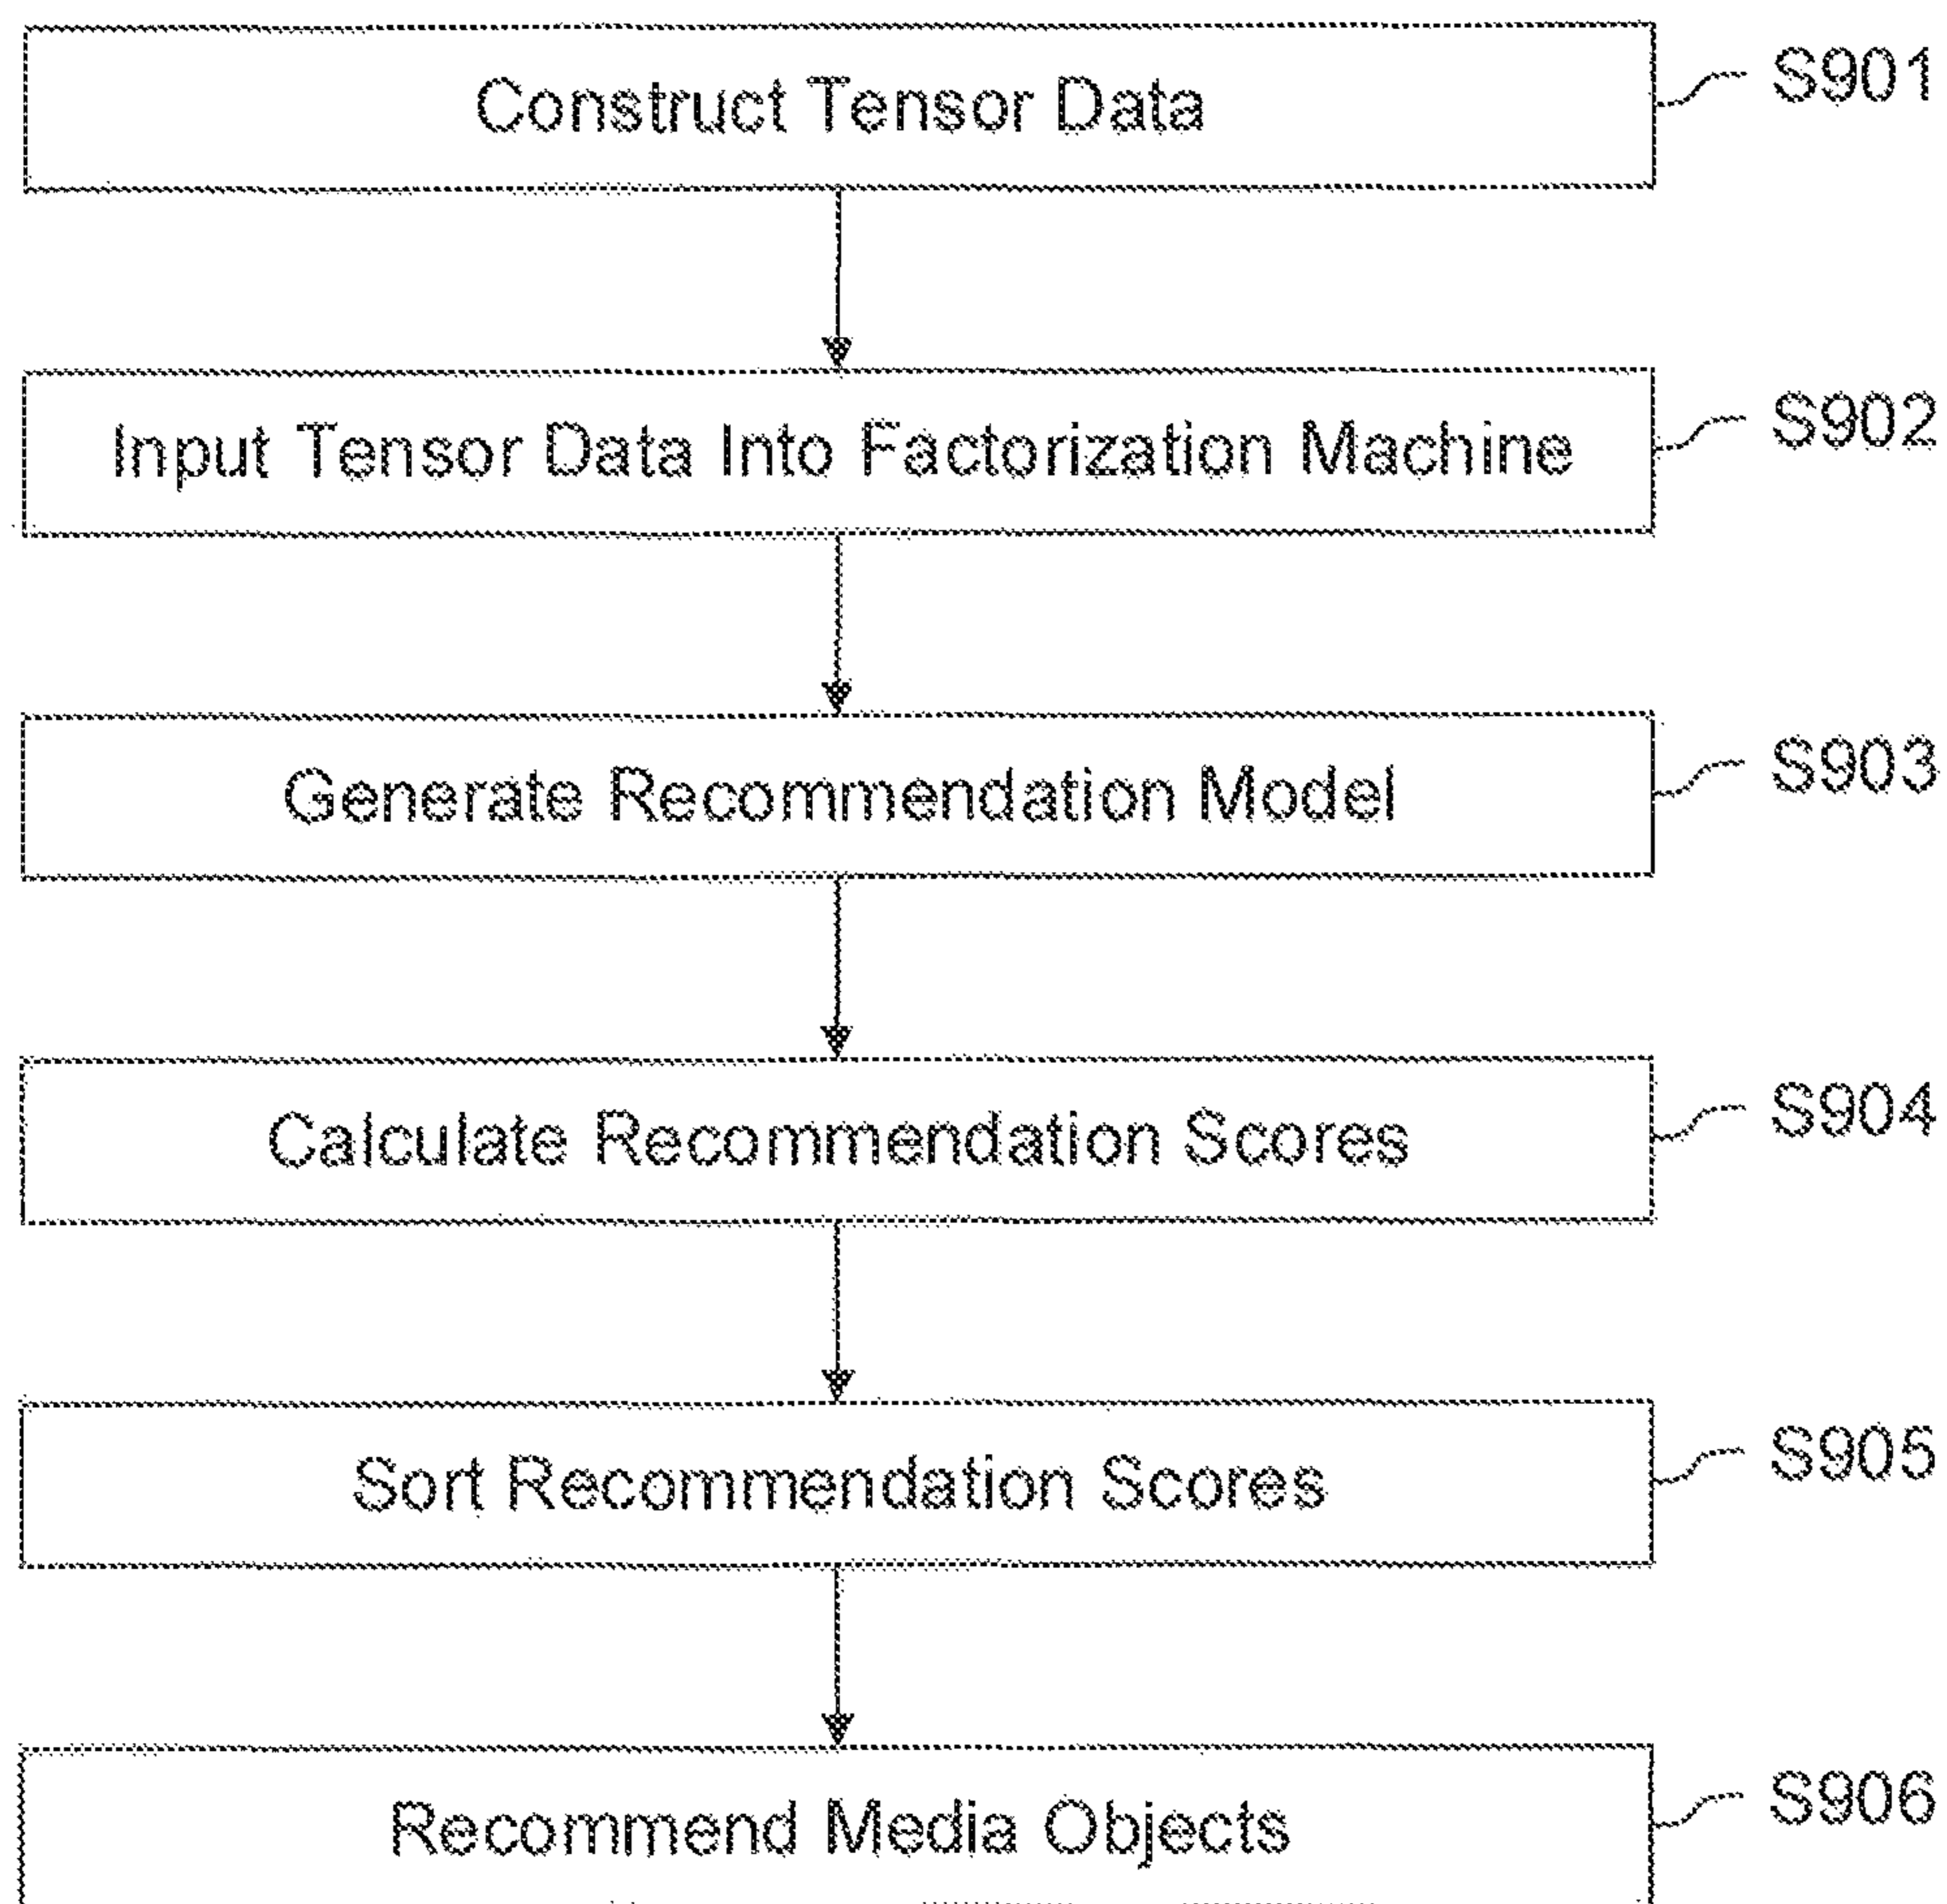 Construct Tensor Data S901
Input Tensor Data Into Factorization Machine S902
Generate Recommendation Model S903
Calculate Recommendation Scores S904
Sort Recommendation Scores S905
Recommend Media Objects S906